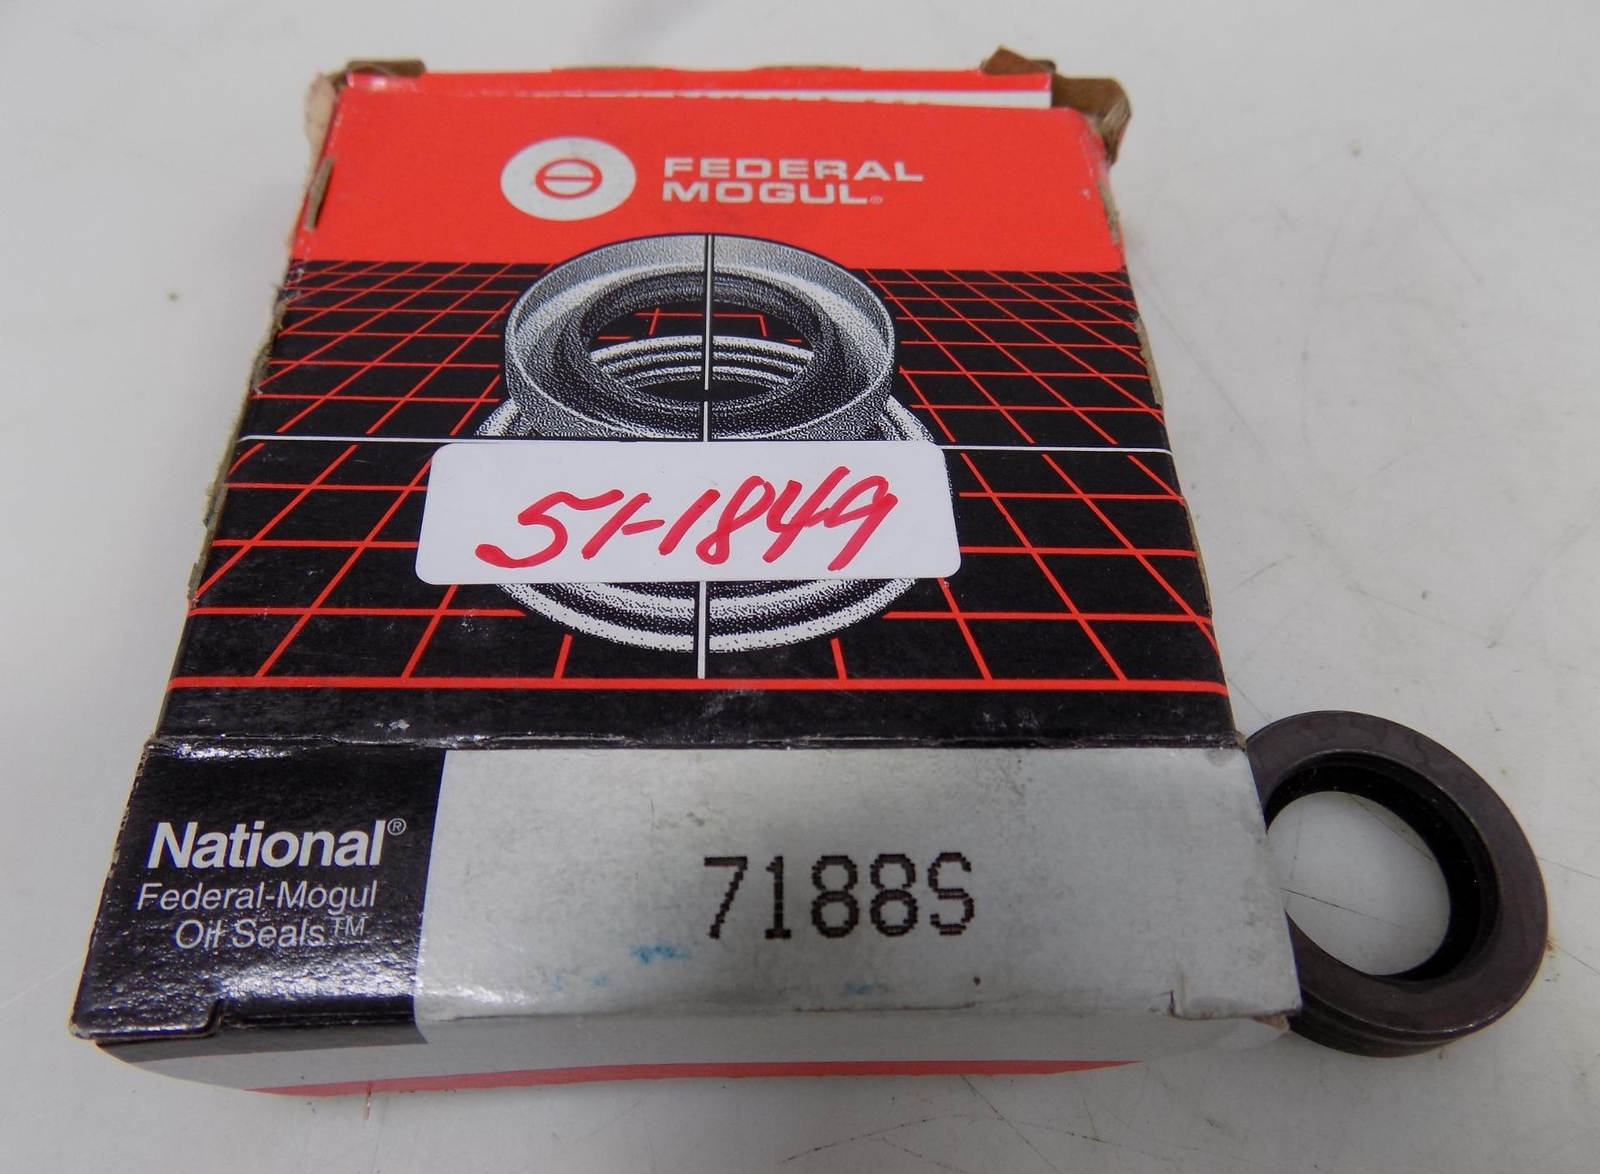 FEDERAL
MOGUL®
51-1849
National®
Federal-Mogul
Oil Seals™
7188S